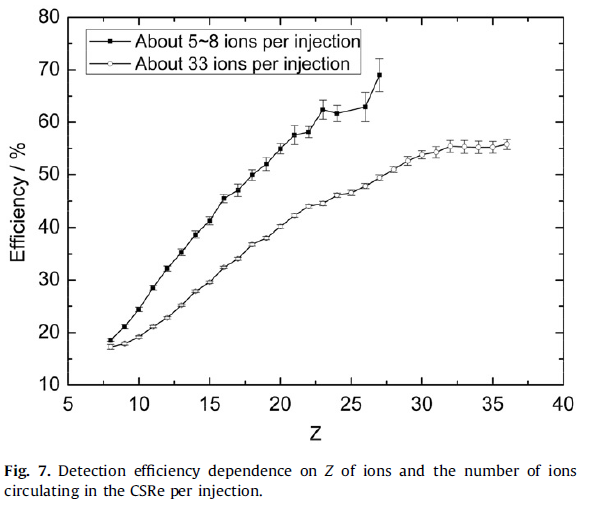 80
70
60
50
40
30
20
10
Efficiency / %
About 5~8 ions per injection
About 33 ions per injection
5 10 15 20 25 30 35 40
Z
Fig. 7. Detection efficiency dependence on Z of ions and the number of ions
circulating in the CSRe per injection.